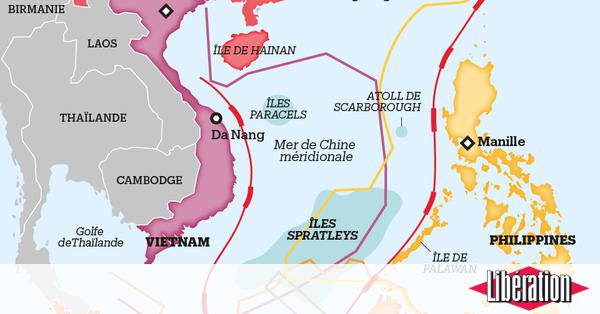 BIRMANIE
LAOS
ÎLE DE HAINAN
THAÏLANDE
ÎLES
PARACELS
ATOLL DE
SCARBOROUGH
Da Nang
Mer de Chine
méridionale
Manille
CAMBODGE
Golfe
deThaïlande
VIETNAM
ÎLES
SPRATLEYS
PHILIPPINES
ÎLE DE
PALAWAN
Libération